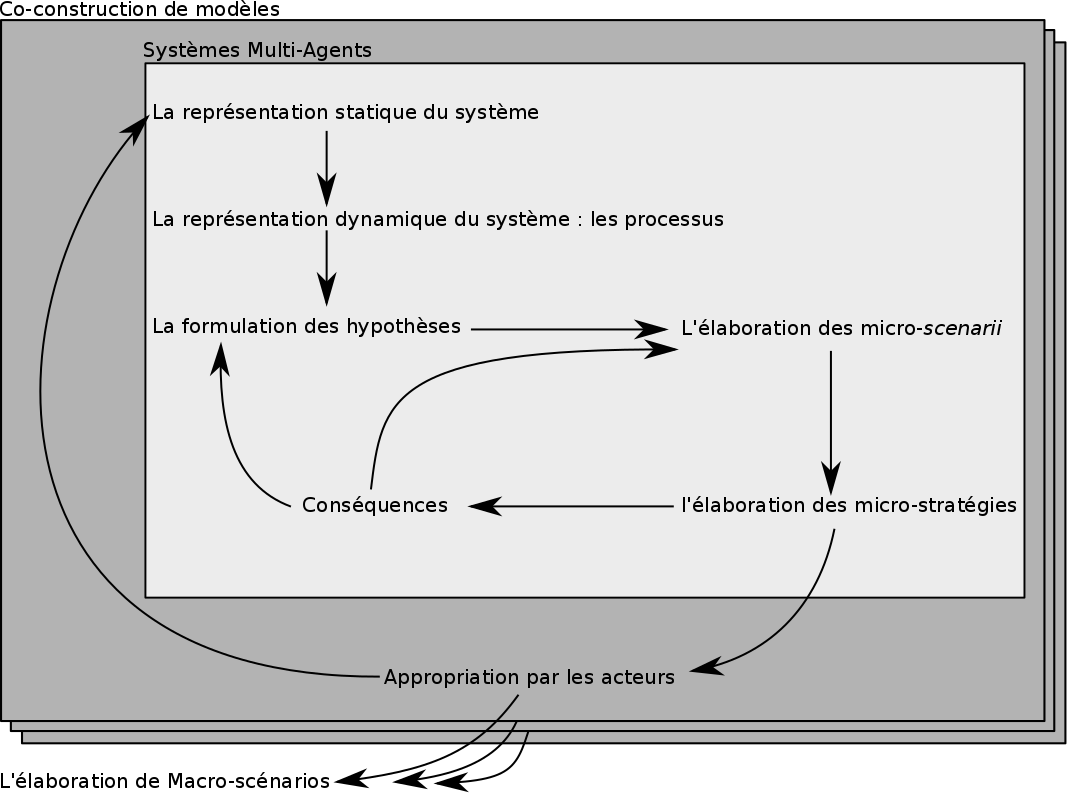 Co-construction de modèles
Systèmes Multi-Agents
La représentation statique du système
La représentation dynamique du système : les processus
La formulation des hypothèses
L'élaboration des micro-scenarii
Conséquences
l'élaboration des micro-stratégies
Appropriation par les acteurs
L'élaboration de Macro-scénarios